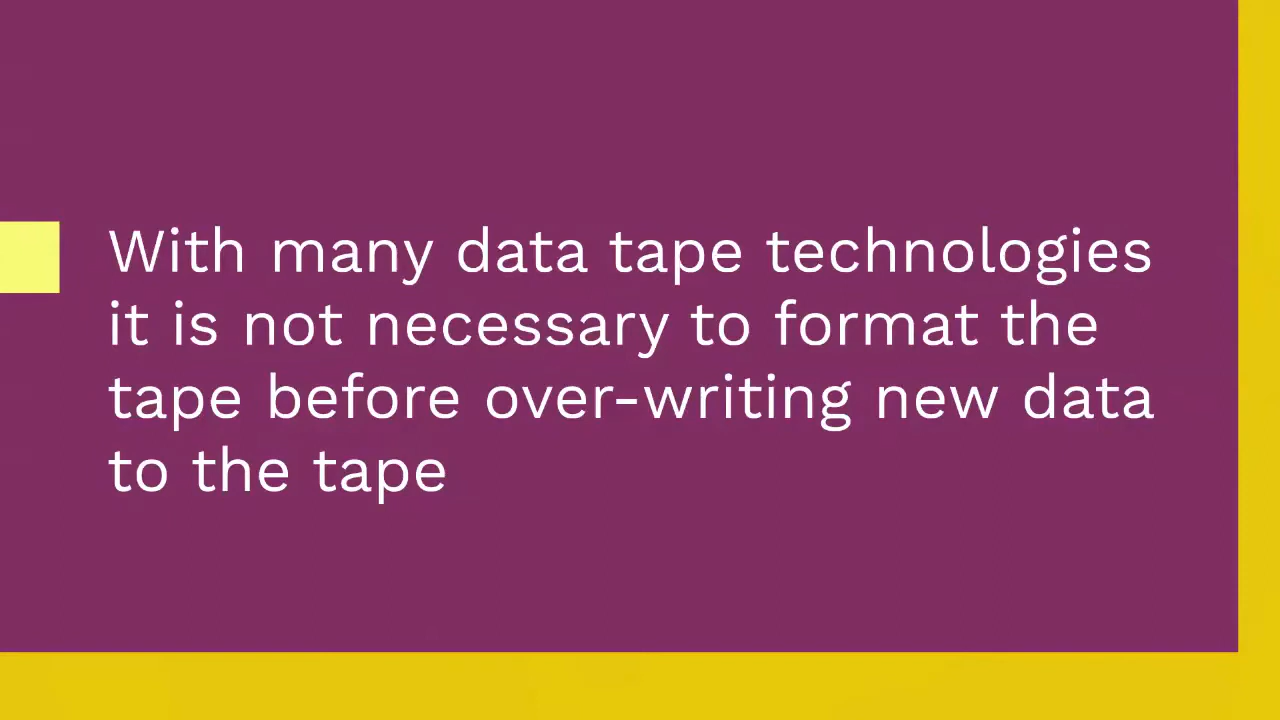 With many data tape technologies
it is not necessary to format the
tape before over-writing new data
to the tape